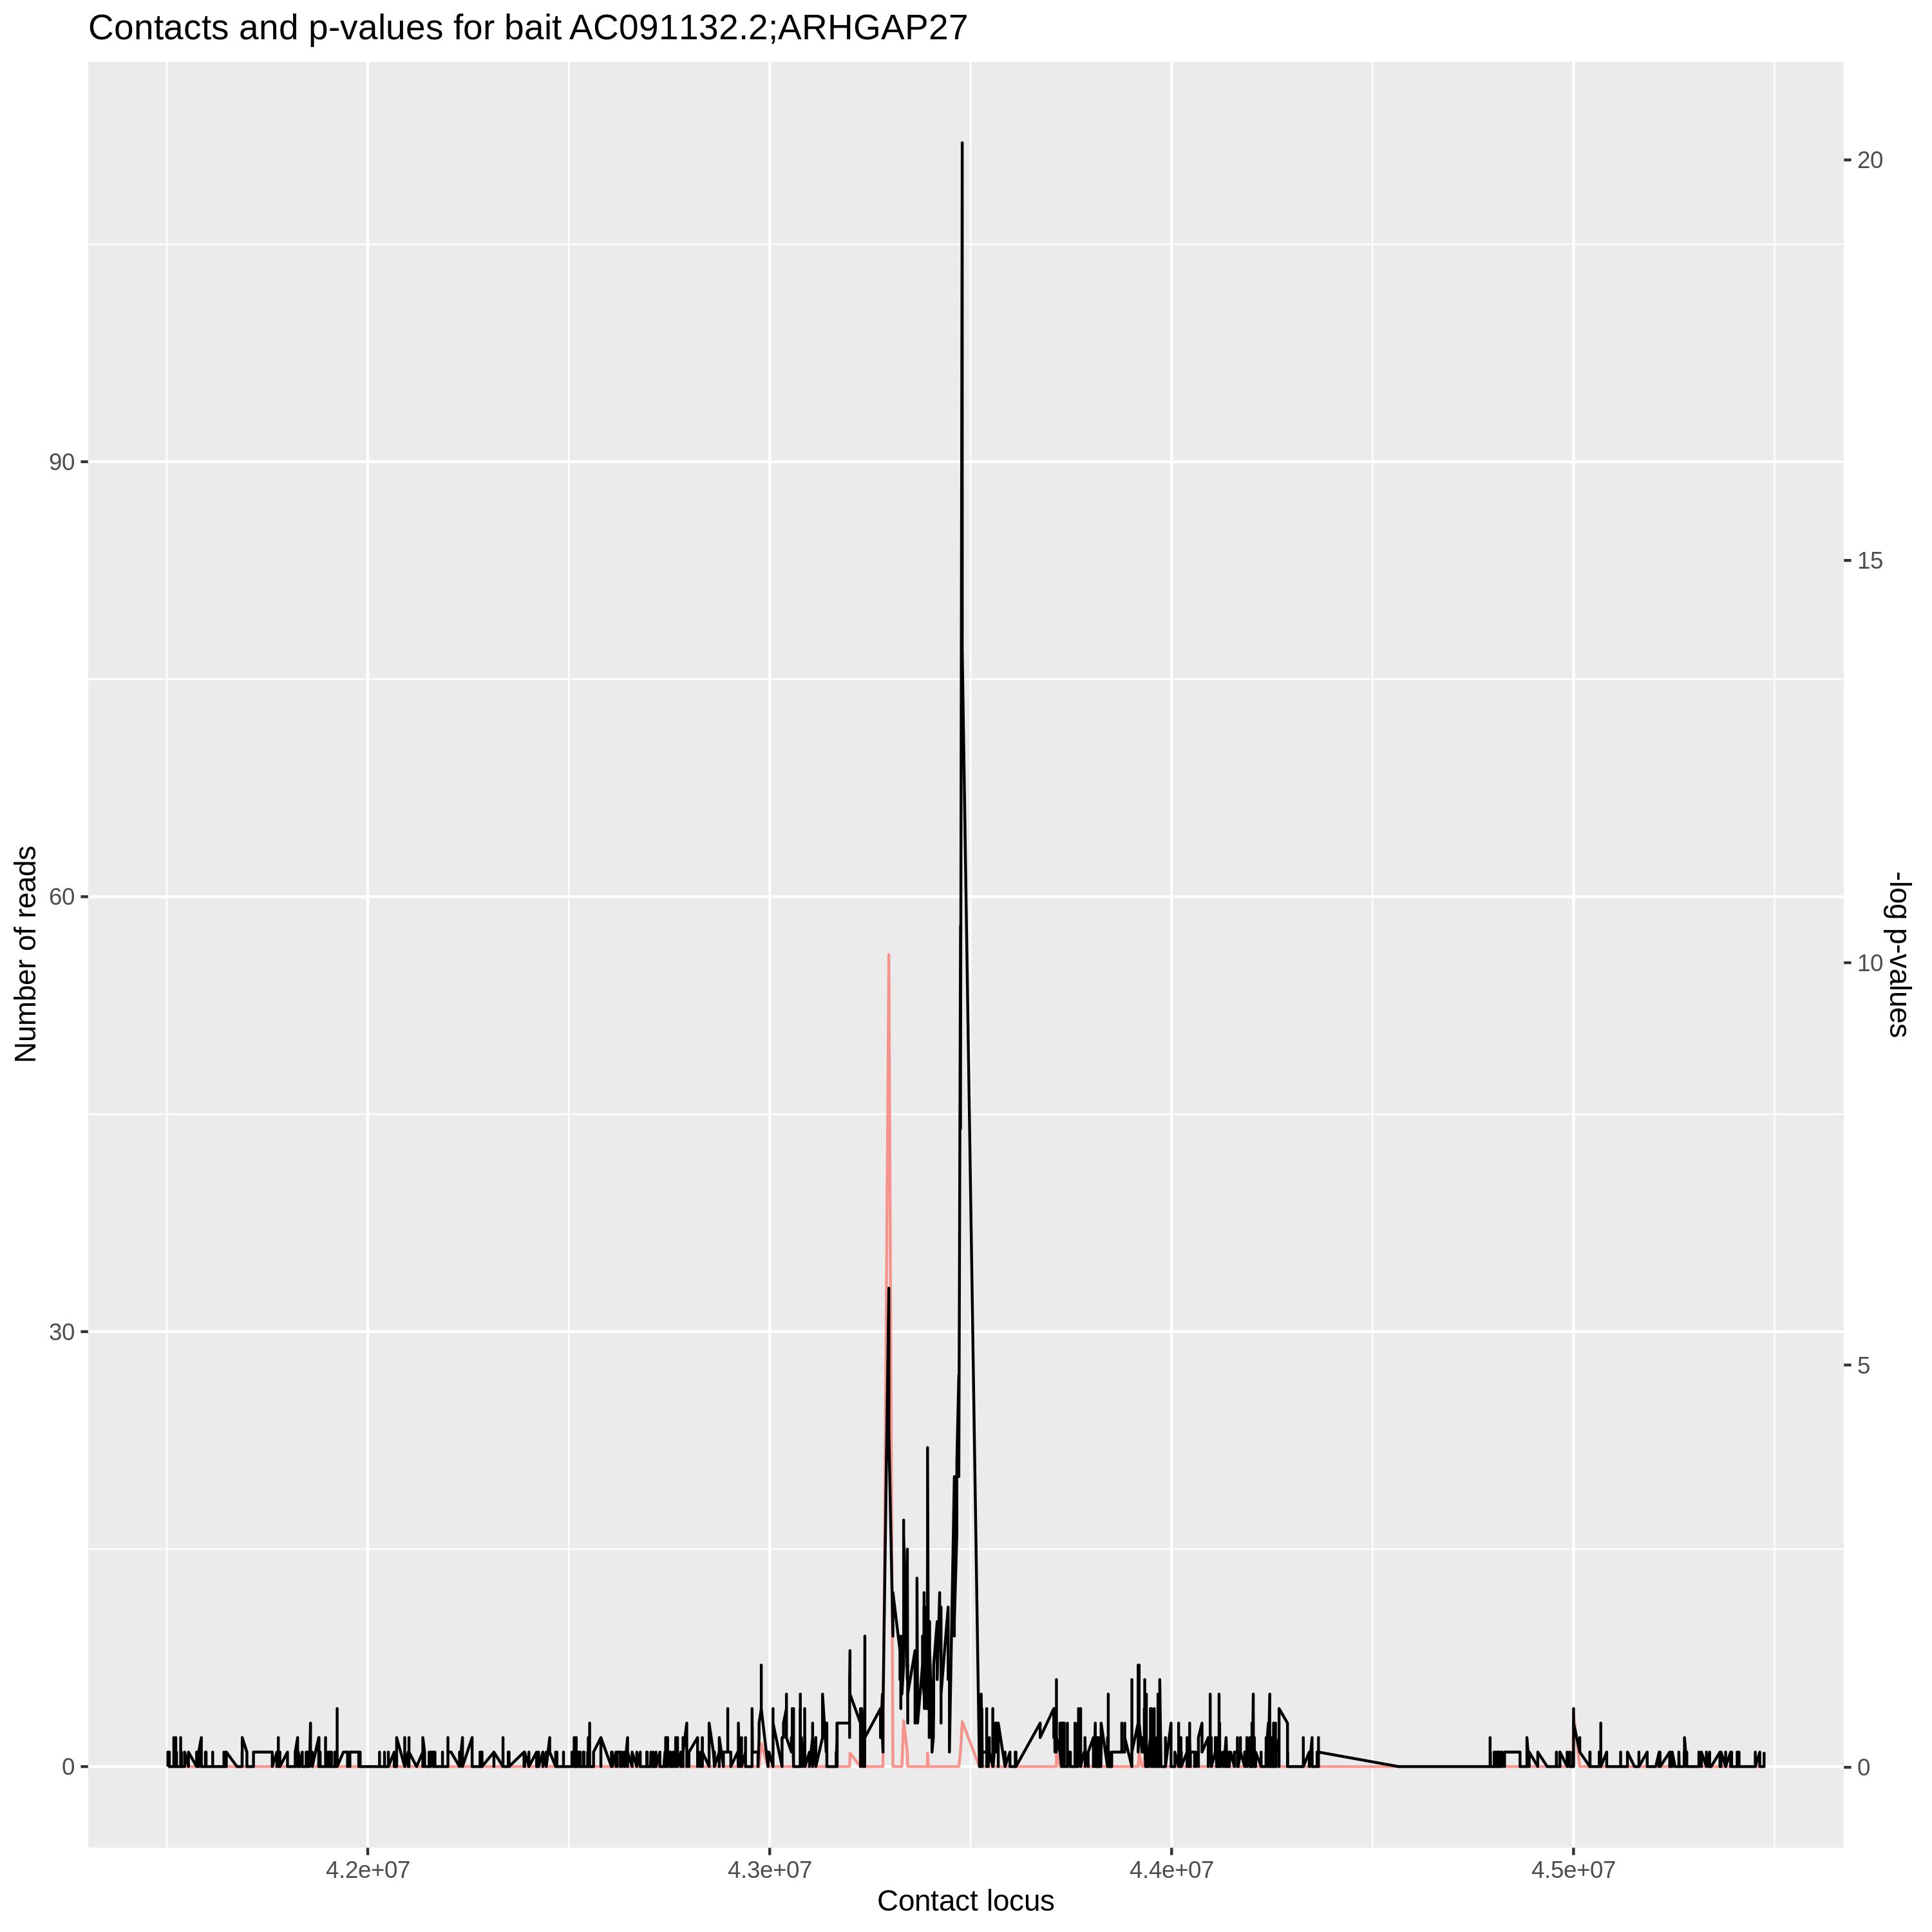 Contacts and p-values for bait AC091132.2;ARHGAP27
Number of reads
90
60
30
0
20
15
10
5
0
-log p-values
4.2e+07
4.3e+07
4.4e+07
4.5e+07
Contact locus